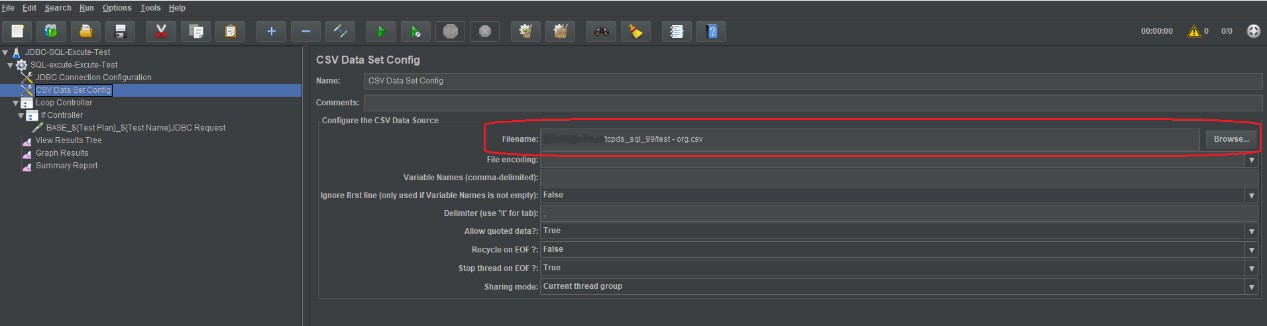 File Edit Search Run Options Tools Help
00:00:00 0 0/0
JDBC-SQL-Excute-Test
SQL-excute-Excute-Test
JDBC Connection Configuration
CSV Data Set Config
Loop Controller
If Controller
BASE_${Test Plan}_${Test Name}JDBC Request
View Results Tree
Graph Results
Summary Report
CSV Data Set Config
Name: CSV Data Set Config
Comments:
Configure the CSV Data Source
Filename: /tcpds_sql_99/test - org.csv Browse...
File encoding:
Variable Names (comma-delimited):
Ignore first line (only used if Variable Names is not empty): False
Delimiter (use '\t' for tab): ,
Allow quoted data?: True
Recycle on EOF ?: False
Stop thread on EOF ?: True
Sharing mode: Current thread group